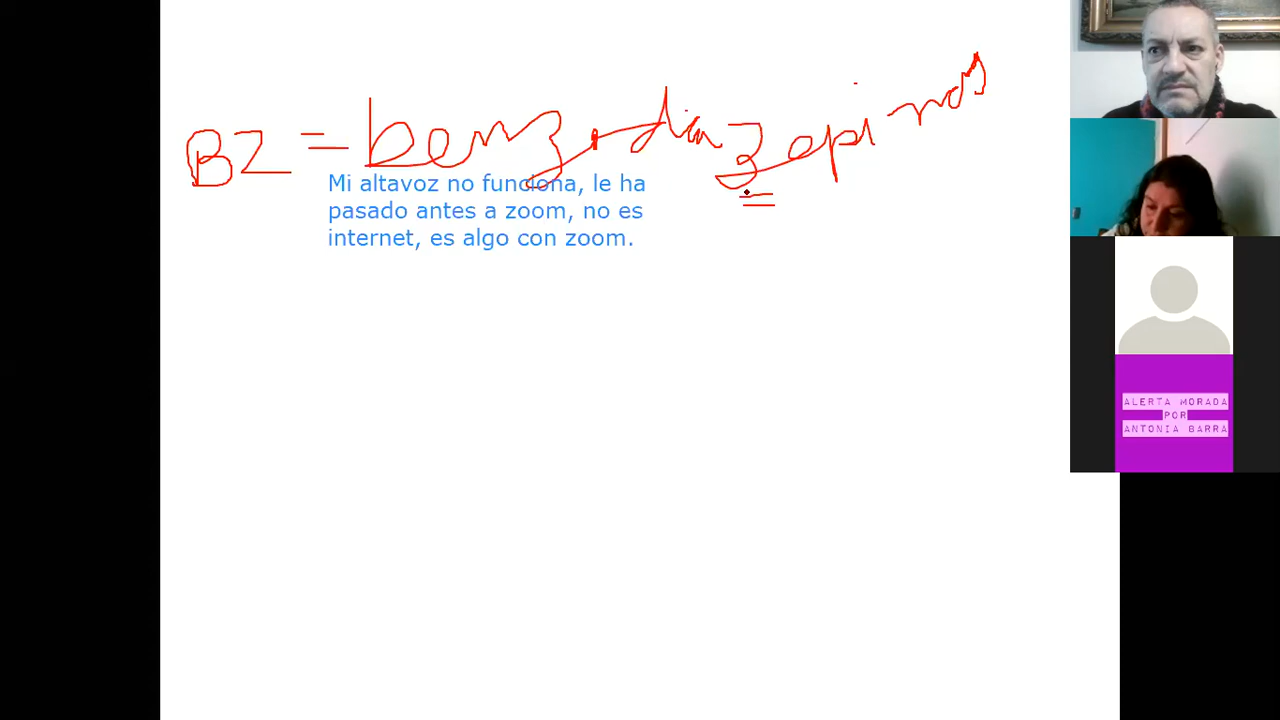 BZ = benzodiazepinas
Mi altavoz no funciona, le ha
pasado antes a zoom, no es
internet, es algo con zoom.
ALERTA MORADA
POR
ANTONIA BARRA